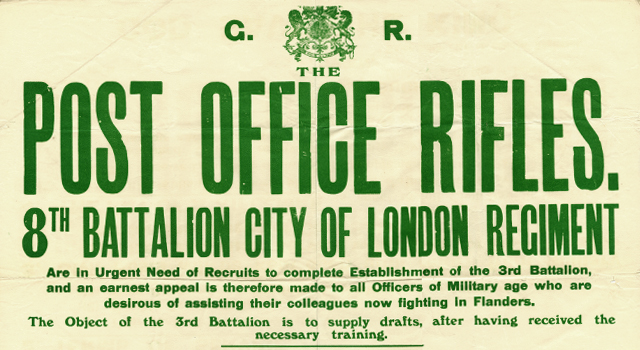 G. R.
THE
POST OFFICE RIFLES.
8TH BATTALION CITY OF LONDON REGIMENT
Are in Urgent Need of Recruits to complete Establishment of the 3rd Battalion,
and an earnest appeal is therefore made to all Officers of Military age who are
desirous of assisting their colleagues now fighting in Flanders.
The Object of the 3rd Battalion is to supply drafts, after having received the
necessary training.